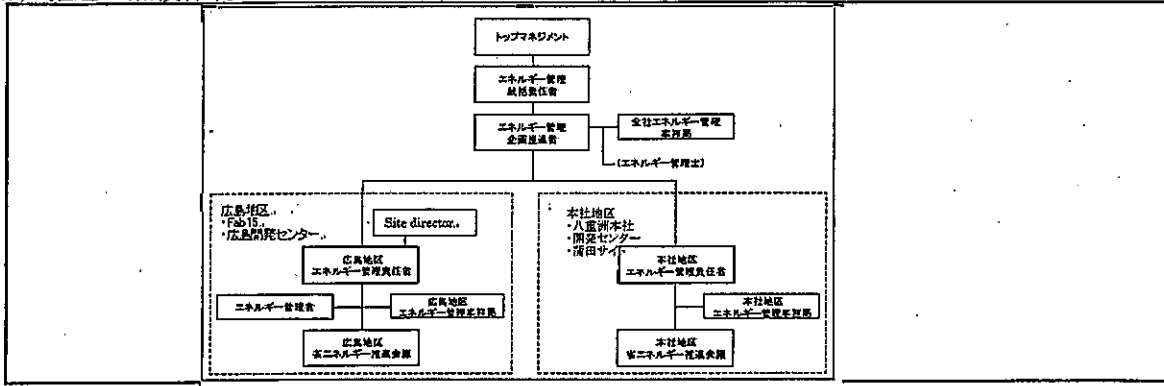 トップマネジメント
エネルギー管理
統括責任者
エネルギー管理
企画推進者
全社エネルギー管理
事務局
(エネルギー管理士)
広島地区
・Fab15
・広島開発センター
Site director
広島地区
エネルギー管理責任者
エネルギー管理者
広島地区
エネルギー管理事務局
広島地区
省エネルギー推進会議
本社地区
・八重洲本社
・開発センター
・蒲田サイト
本社地区
エネルギー管理責任者
本社地区
エネルギー管理事務局
本社地区
省エネルギー推進会議